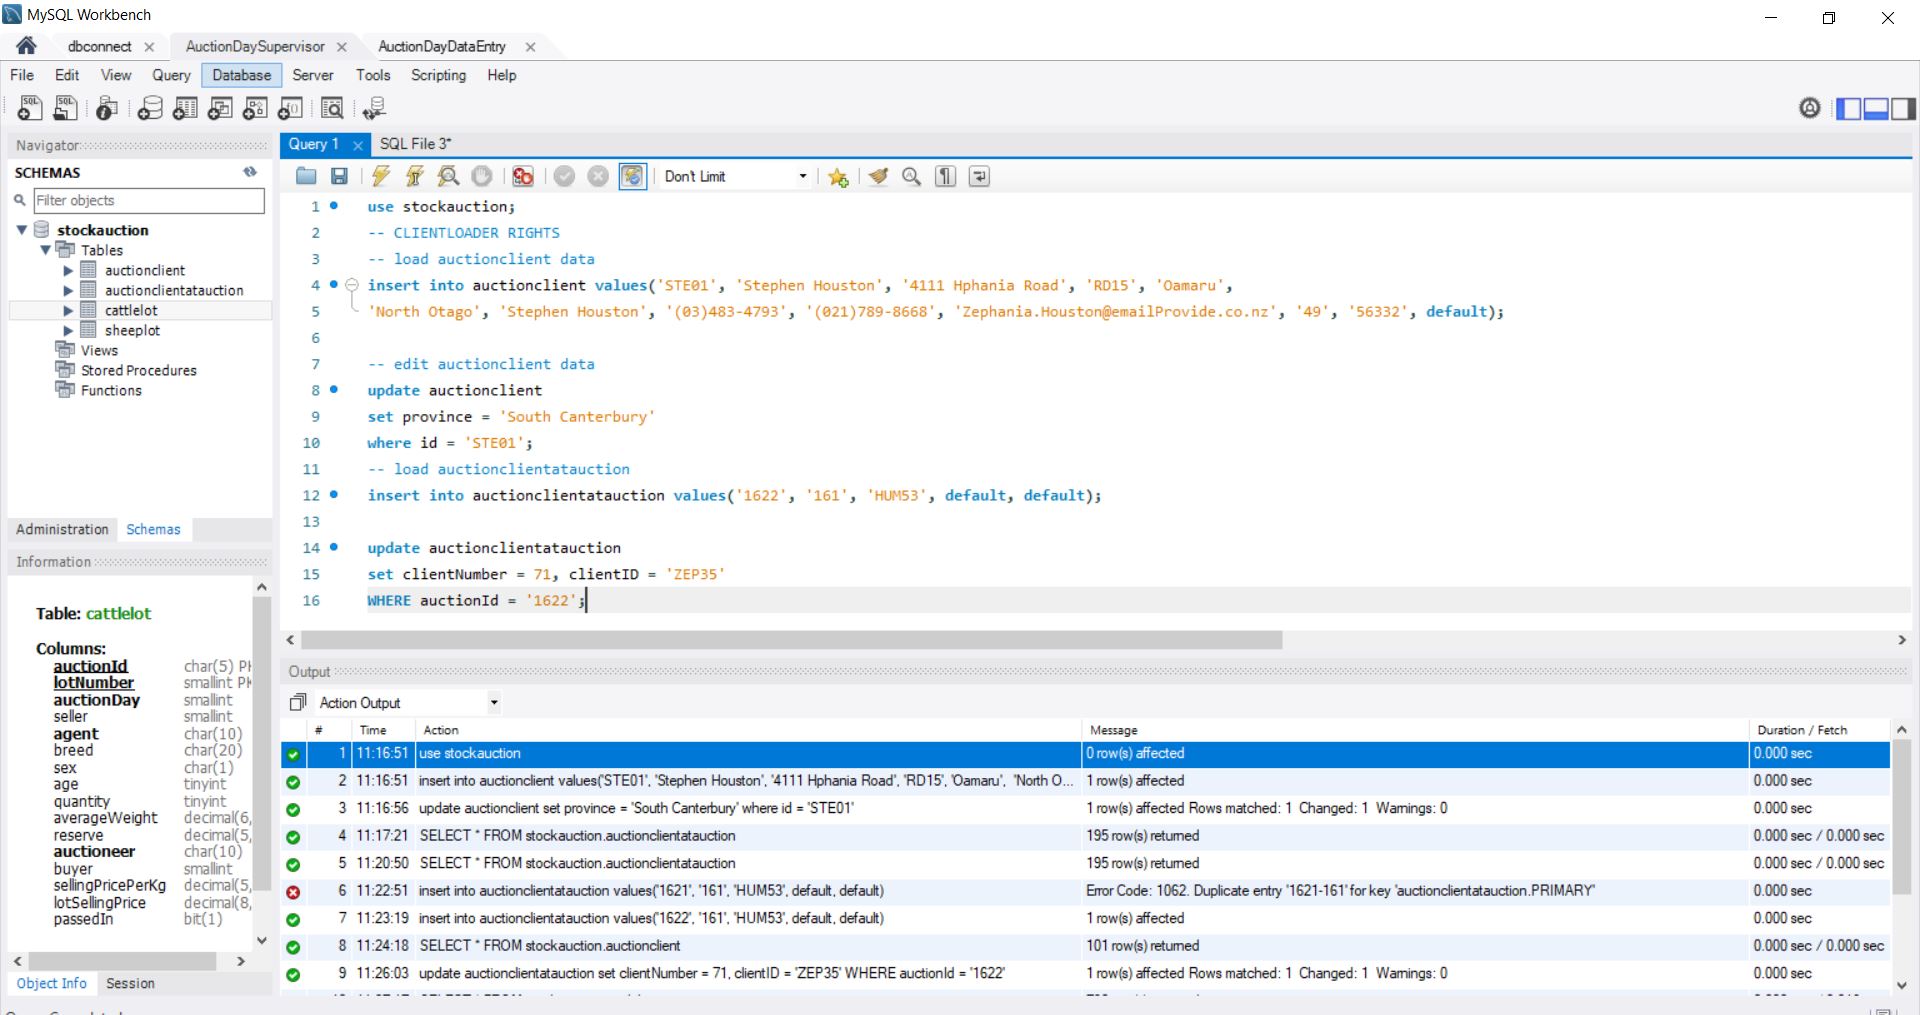 MySQL Workbench
dbconnect AuctionDaySupervisor AuctionDayDataEntry
File Edit View Query Database Server Tools Scripting Help
Navigator
SCHEMAS
Filter objects
stockauction
Tables
auctionclient
auctionclientatauction
cattlelot
sheeplot
Views
Stored Procedures
Functions
Administration Schemas
Information
Table: cattlelot
Columns:
auctionId char(5) PK
lotNumber smallint PK
auctionDay smallint
seller smallint
agent char(10)
breed char(20)
sex char(1)
age tinyint
quantity tinyint
averageWeight decimal(6,
reserve decimal(5,
auctioneer char(10)
buyer smallint
sellingPricePerKg decimal(5,
lotSellingPrice decimal(8,
passedIn bit(1)
Object Info Session
Query 1 SQL File 3*
Don't Limit
1 use stockauction;
2 -- CLIENTLOADER RIGHTS
3 -- load auctionclient data
4 insert into auctionclient values('STE01', 'Stephen Houston', '4111 Hphania Road', 'RD15', 'Oamaru',
5 'North Otago', 'Stephen Houston', '(03)483-4793', '(021)789-8668', 'Zephania.Houston@emailProvide.co.nz', '49', '56332', default);
6
7 -- edit auctionclient data
8 update auctionclient
9 set province = 'South Canterbury'
10 where id = 'STE01';
11 -- load auctionclientatauction
12 insert into auctionclientatauction values('1622', '161', 'HUM53', default, default);
13
14 update auctionclientatauction
15 set clientNumber = 71, clientID = 'ZEP35'
16 WHERE auctionId = '1622';
Output
Action Output
# Time Action Message Duration / Fetch
1 11:16:51 use stockauction 0 row(s) affected 0.000 sec
2 11:16:51 insert into auctionclient values('STE01', 'Stephen Houston', '4111 Hphania Road', 'RD15', 'Oamaru', 'North O... 1 row(s) affected 0.000 sec
3 11:16:56 update auctionclient set province = 'South Canterbury' where id = 'STE01' 1 row(s) affected Rows matched: 1 Changed: 1 Warnings: 0 0.000 sec
4 11:17:21 SELECT * FROM stockauction.auctionclientatauction 195 row(s) returned 0.000 sec / 0.000 sec
5 11:20:50 SELECT * FROM stockauction.auctionclientatauction 195 row(s) returned 0.000 sec / 0.000 sec
6 11:22:51 insert into auctionclientatauction values('1621', '161', 'HUM53', default, default) Error Code: 1062. Duplicate entry '1621-161' for key 'auctionclientatauction.PRIMARY' 0.000 sec
7 11:23:19 insert into auctionclientatauction values('1622', '161', 'HUM53', default, default) 1 row(s) affected 0.000 sec
8 11:24:18 SELECT * FROM stockauction.auctionclient 101 row(s) returned 0.000 sec / 0.000 sec
9 11:26:03 update auctionclientatauction set clientNumber = 71, clientID = 'ZEP35' WHERE auctionId = '1622' 1 row(s) affected Rows matched: 1 Changed: 1 Warnings: 0 0.000 sec